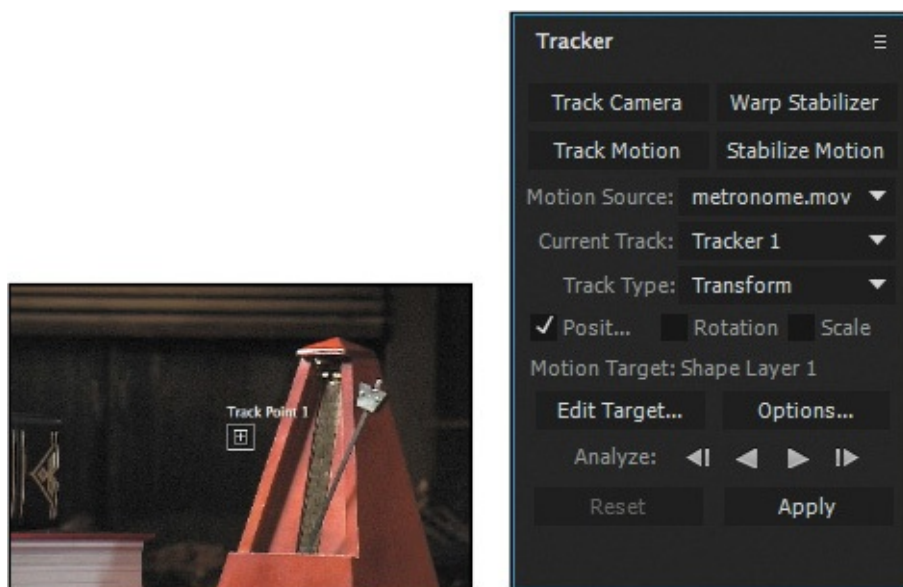 Tracker
Track Camera Warp Stabilizer
Track Motion Stabilize Motion
Motion Source: metronome.mov
Current Track: Tracker 1
Track Type: Transform
Posit... Rotation Scale
Motion Target: Shape Layer 1
Edit Target... Options...
Analyze:
Reset Apply
Track Point 1